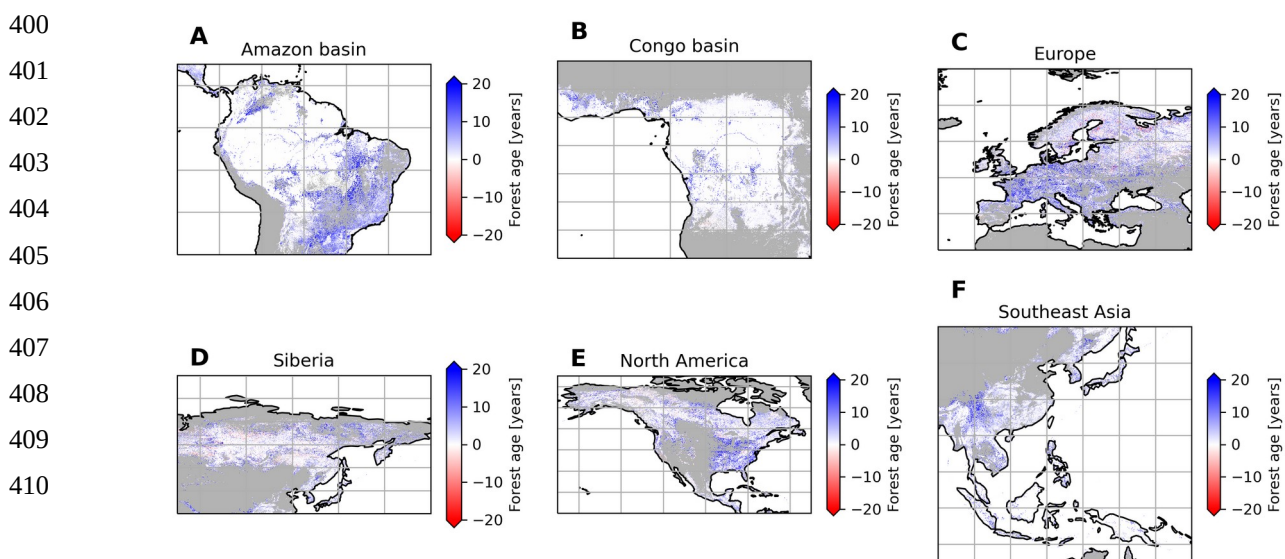 400
401
402
403
404
405
406
407
408
409
410
A
Amazon basin
20
10
0
−10
−20
Forest age [years]
B
Congo basin
20
10
0
−10
−20
Forest age [years]
C
Europe
20
10
0
−10
−20
Forest age [years]
D
Siberia
20
10
0
−10
−20
Forest age [years]
E
North America
20
10
0
−10
−20
Forest age [years]
F
Southeast Asia
20
10
0
−10
−20
Forest age [years]